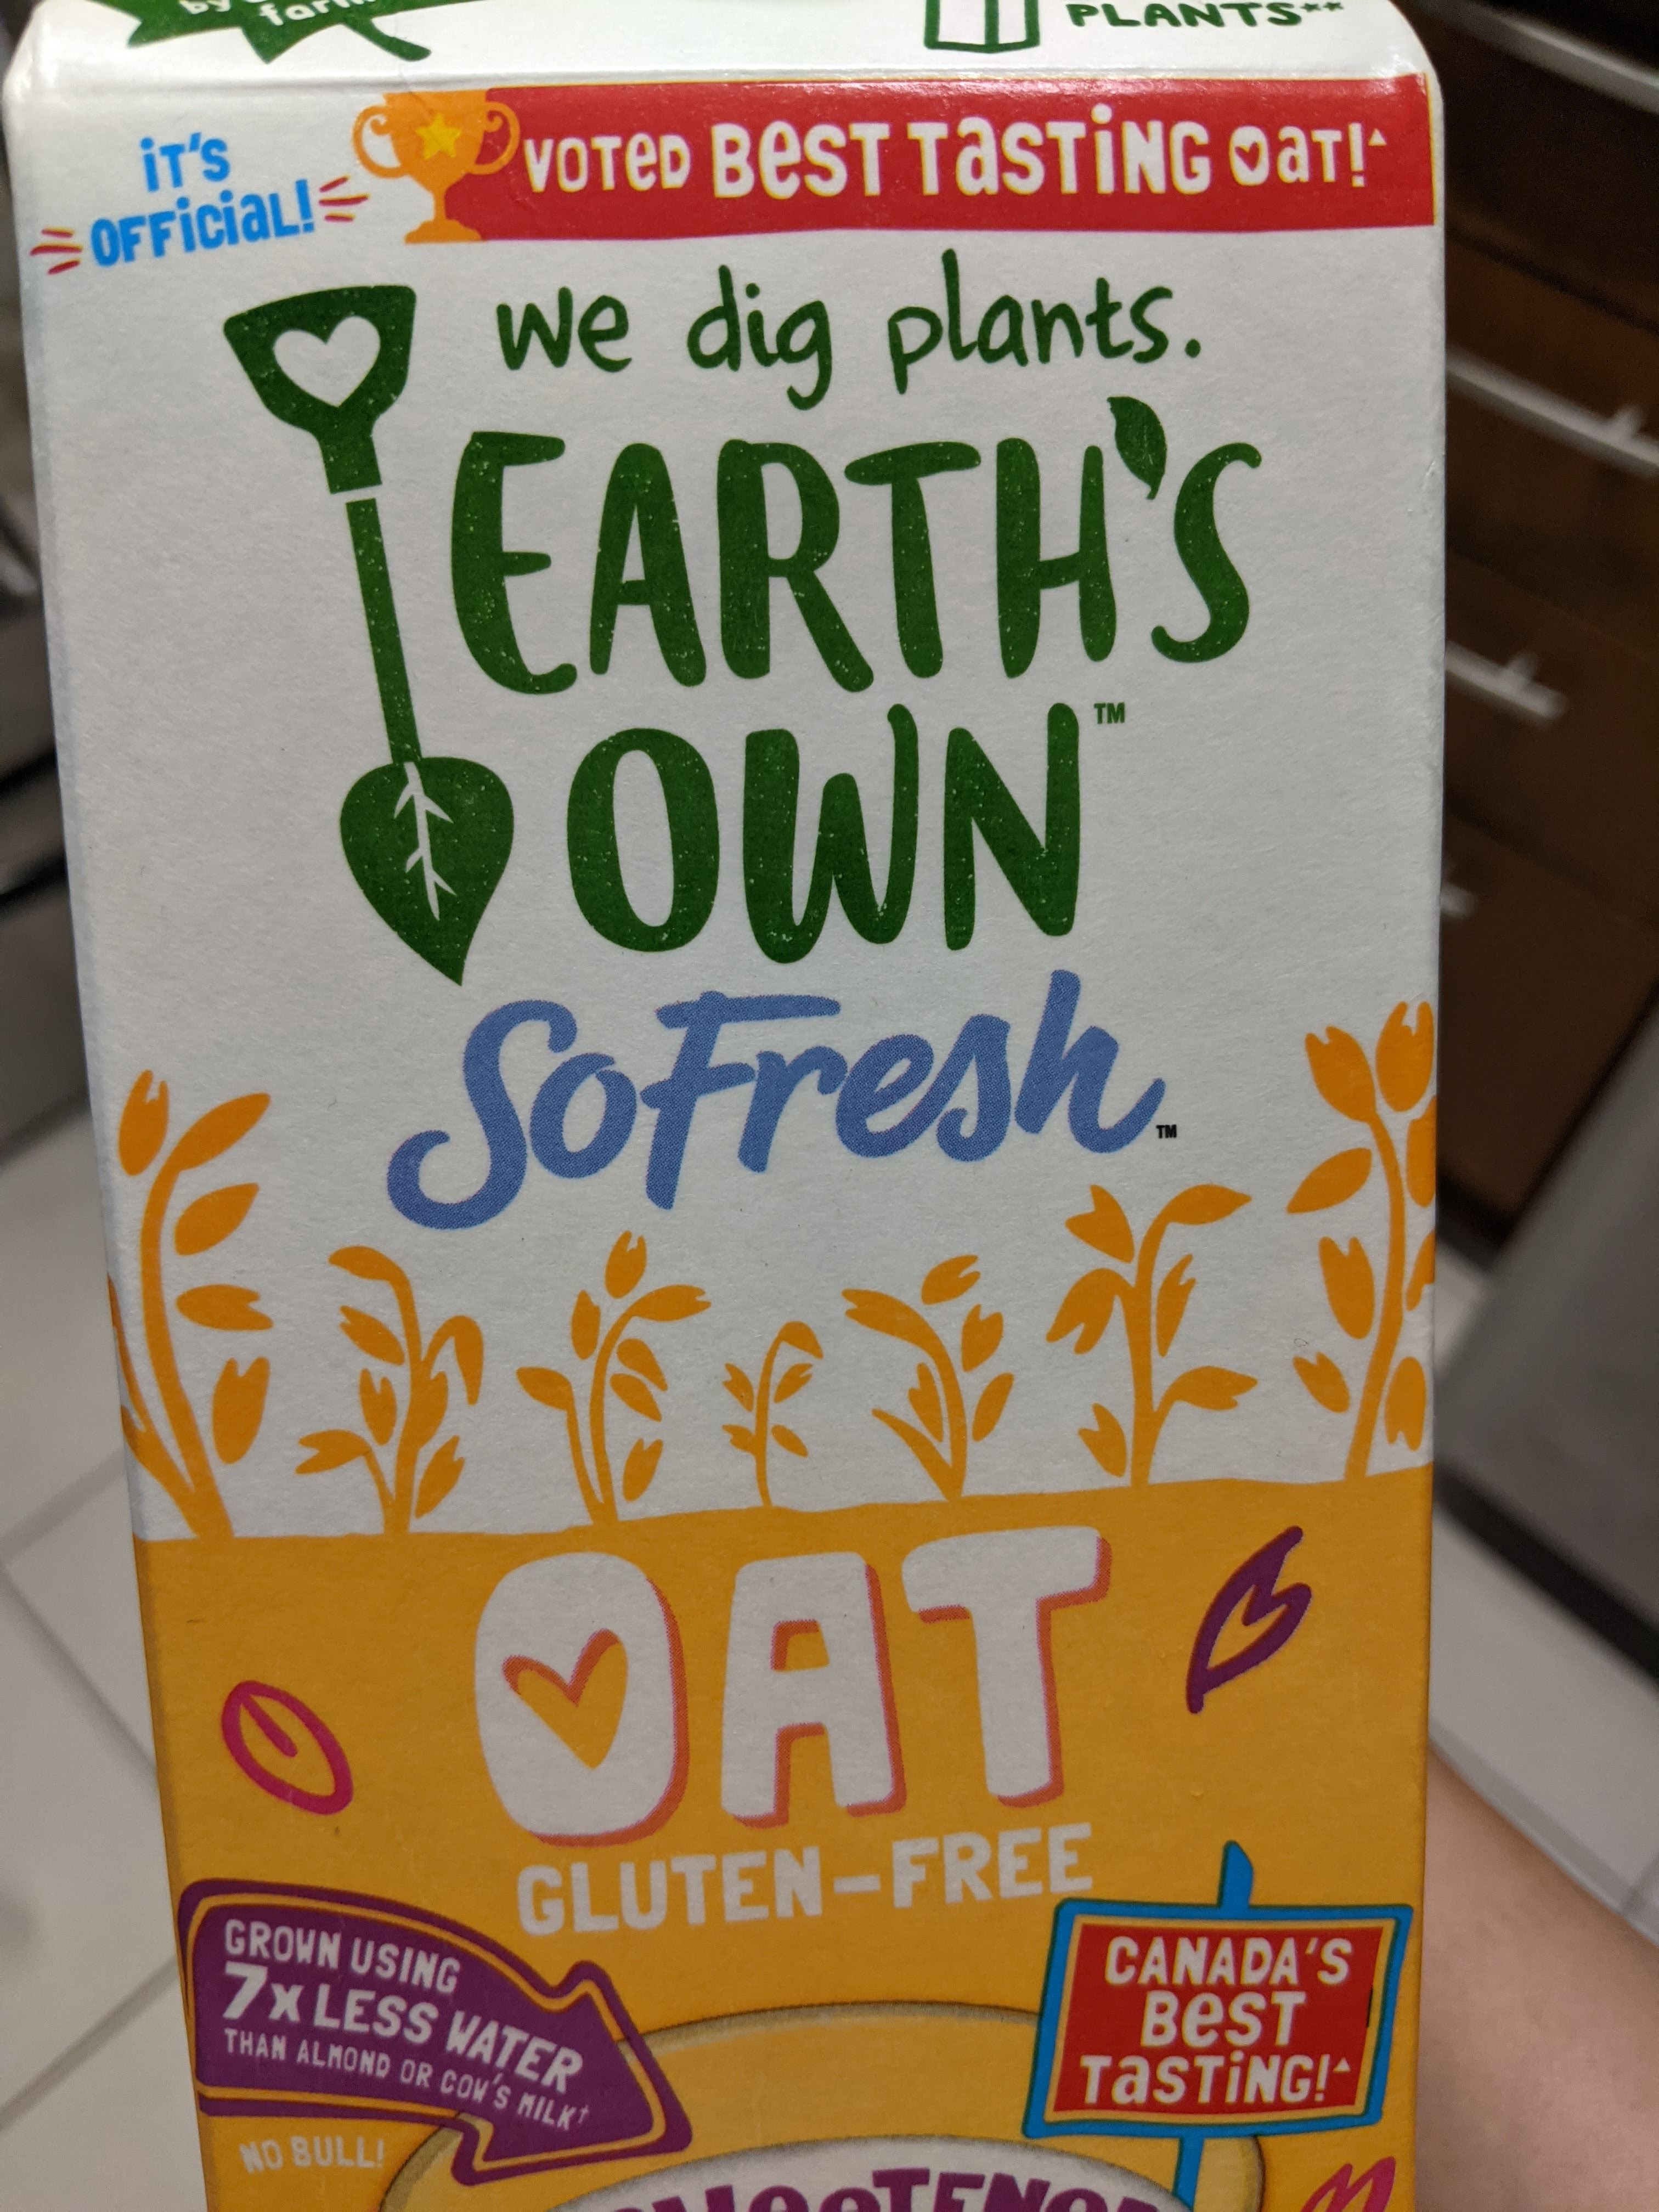 by
PLANTS**
iT'S
OFFiCiaL!
VOTeD BeST TaSTiNG OaT!^
we dig plants.
EARTH'S
OWN™
SoFresh™
OAT
GLUTEN-FREE
GROWN USING
7x LESS WATER
THAN ALMOND OR COW'S MILK†
NO BULL!
CANADA'S
BeST
TaSTiNG!^